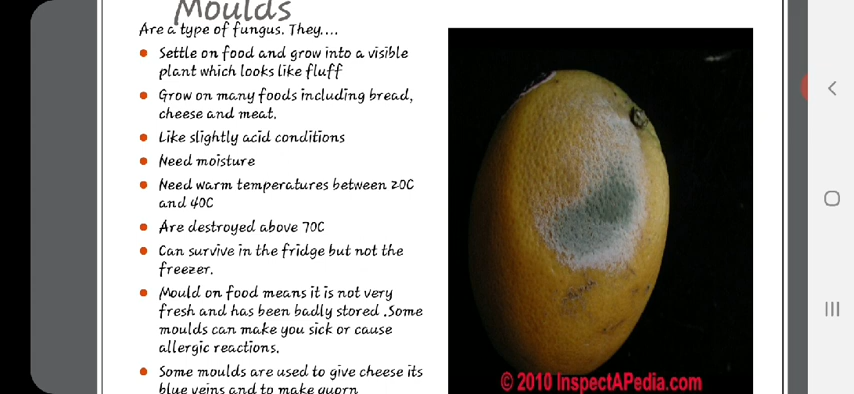 Moulds
Are a type of fungus. They....
Settle on food and grow into a visible
plant which looks like fluff
Grow on many foods including bread,
cheese and meat.
Like slightly acid conditions
Need moisture
Need warm temperatures between 20C
and 40C
Are destroyed above 70C
Can survive in the fridge but not the
freezer.
Mould on food means it is not very
fresh and has been badly stored .Some
moulds can make you sick or cause
allergic reactions.
Some moulds are used to give cheese its
blue veins and to make quorn
© 2010 InspectAPedia.com